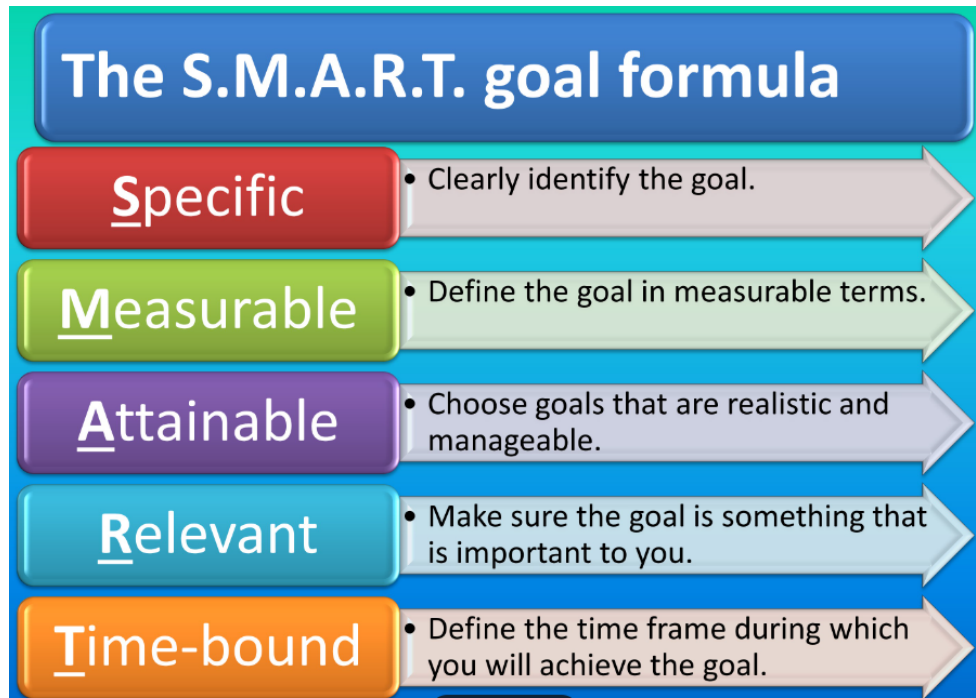 The S.M.A.R.T. goal formula
Specific
• Clearly identify the goal.
Measurable
• Define the goal in measurable terms.
Attainable
• Choose goals that are realistic and
manageable.
Relevant
• Make sure the goal is something that
is important to you.
Time-bound
• Define the time frame during which
you will achieve the goal.